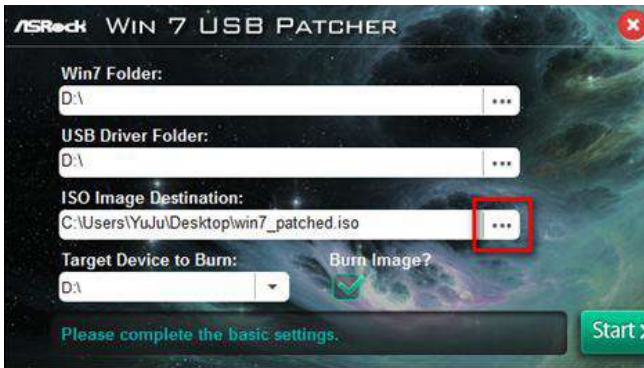 ASRock WIN 7 USB PATCHER
Win7 Folder:
D:\
USB Driver Folder:
D:\
ISO Image Destination:
C:\Users\YuJu\Desktop\win7_patched.iso
Target Device to Burn: Burn Image?
D:\
Please complete the basic settings.
Start